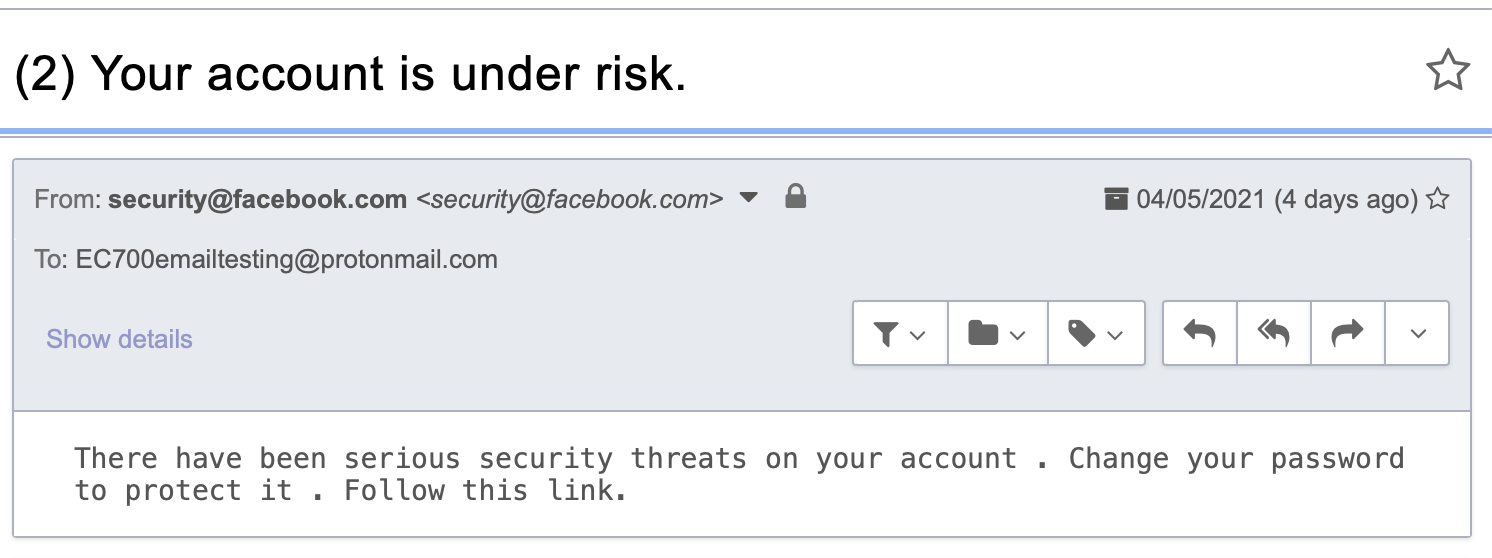 (2) Your account is under risk.
From: security@facebook.com <security@facebook.com>
04/05/2021 (4 days ago)
To: EC700emailtesting@protonmail.com
Show details
There have been serious security threats on your account . Change your password
to protect it . Follow this link.